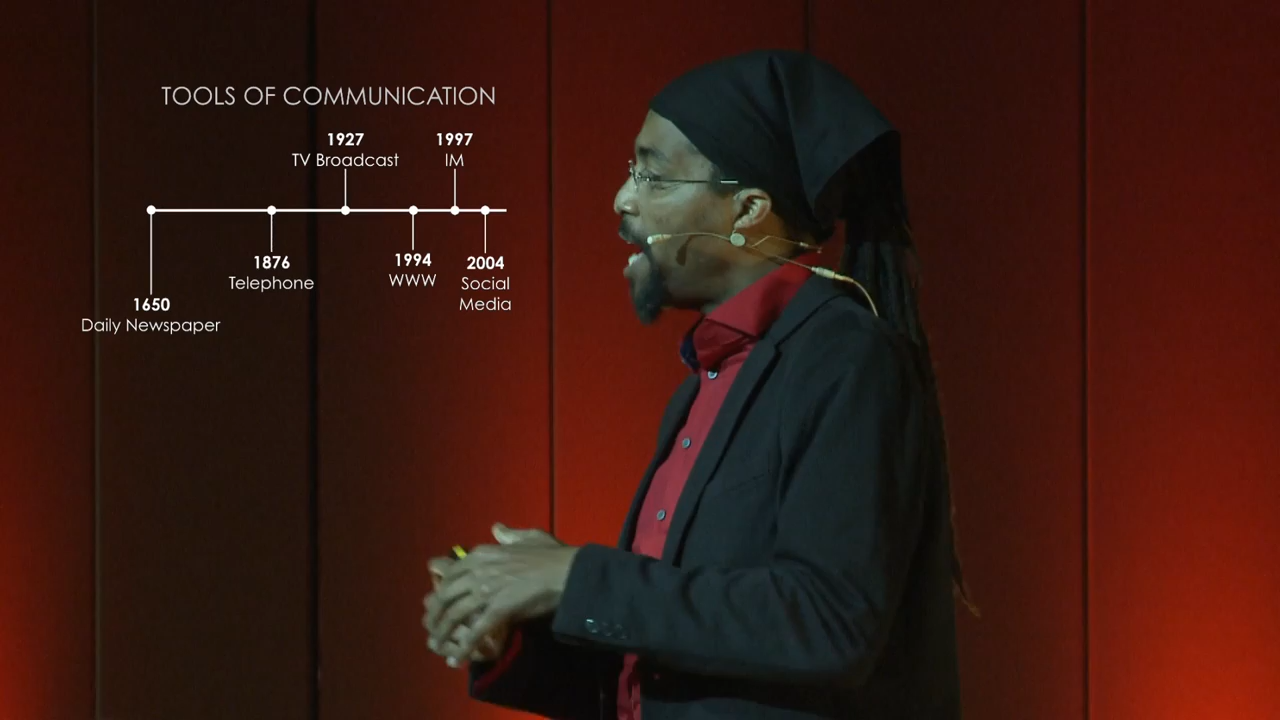 TOOLS OF COMMUNICATION
1927
TV Broadcast
1997
IM
1650
Daily Newspaper
1876
Telephone
1994
WWW
2004
Social
Media